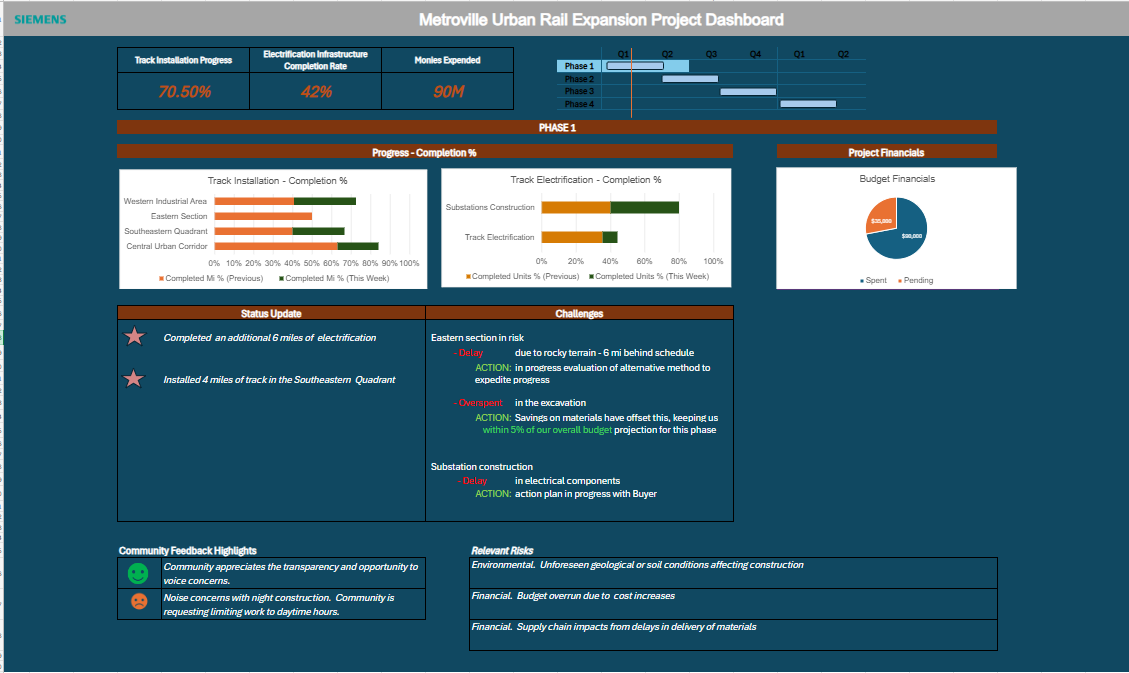 SIEMENS
Metroville Urban Rail Expansion Project Dashboard
Track Installation Progress
Electrification Infrastructure
Completion Rate
Monies Expended
70.50%
42%
90M
Q1 Q2 Q3 Q4 Q1 Q2
Phase 1
Phase 2
Phase 3
Phase 4
PHASE 1
Progress - Completion %
Project Financials
Track Installation - Completion %
Western Industrial Area
Eastern Section
Southeastern Quadrant
Central Urban Corridor
0% 10% 20% 30% 40% 50% 60% 70% 80% 90% 100%
Completed Mi % (Previous) Completed Mi % (This Week)
Track Electrification - Completion %
Substations Construction
Track Electrification
0% 20% 40% 60% 80% 100%
Completed Units % (Previous) Completed Units % (This Week)
Budget Financials
Spent Pending
Status Update
Completed an additional 6 miles of electrification
Installed 4 miles of track in the Southeastern Quadrant
Challenges
Eastern section in risk
- Delay due to rocky terrain - 6 mi behind schedule
ACTION: in progress evaluation of alternative method to
expedite progress
- Overspent in the excavation
ACTION: Savings on materials have offset this, keeping us
within 5% of our overall budget projection for this phase
Substation construction
- Delay in electrical components
ACTION: action plan in progress with Buyer
Community Feedback Highlights
Community appreciates the transparency and opportunity to
voice concerns.
Noise concerns with night construction. Community is
requesting limiting work to daytime hours.
Relevant Risks
Environmental. Unforeseen geological or soil conditions affecting construction
Financial. Budget overrun due to cost increases
Financial. Supply chain impacts from delays in delivery of materials